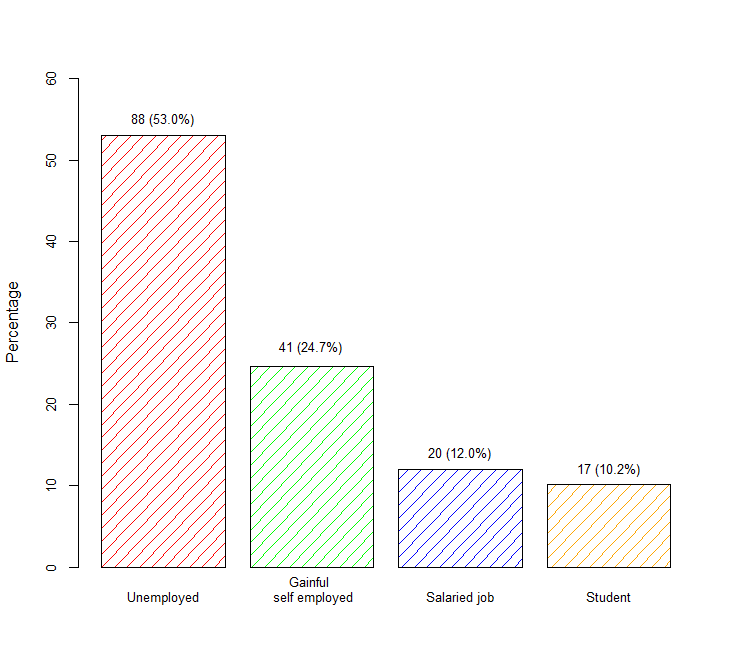 Percentage
60
50
40
30
20
10
0
88 (53.0%)
41 (24.7%)
20 (12.0%)
17 (10.2%)
Unemployed
Gainful
self employed
Salaried job
Student